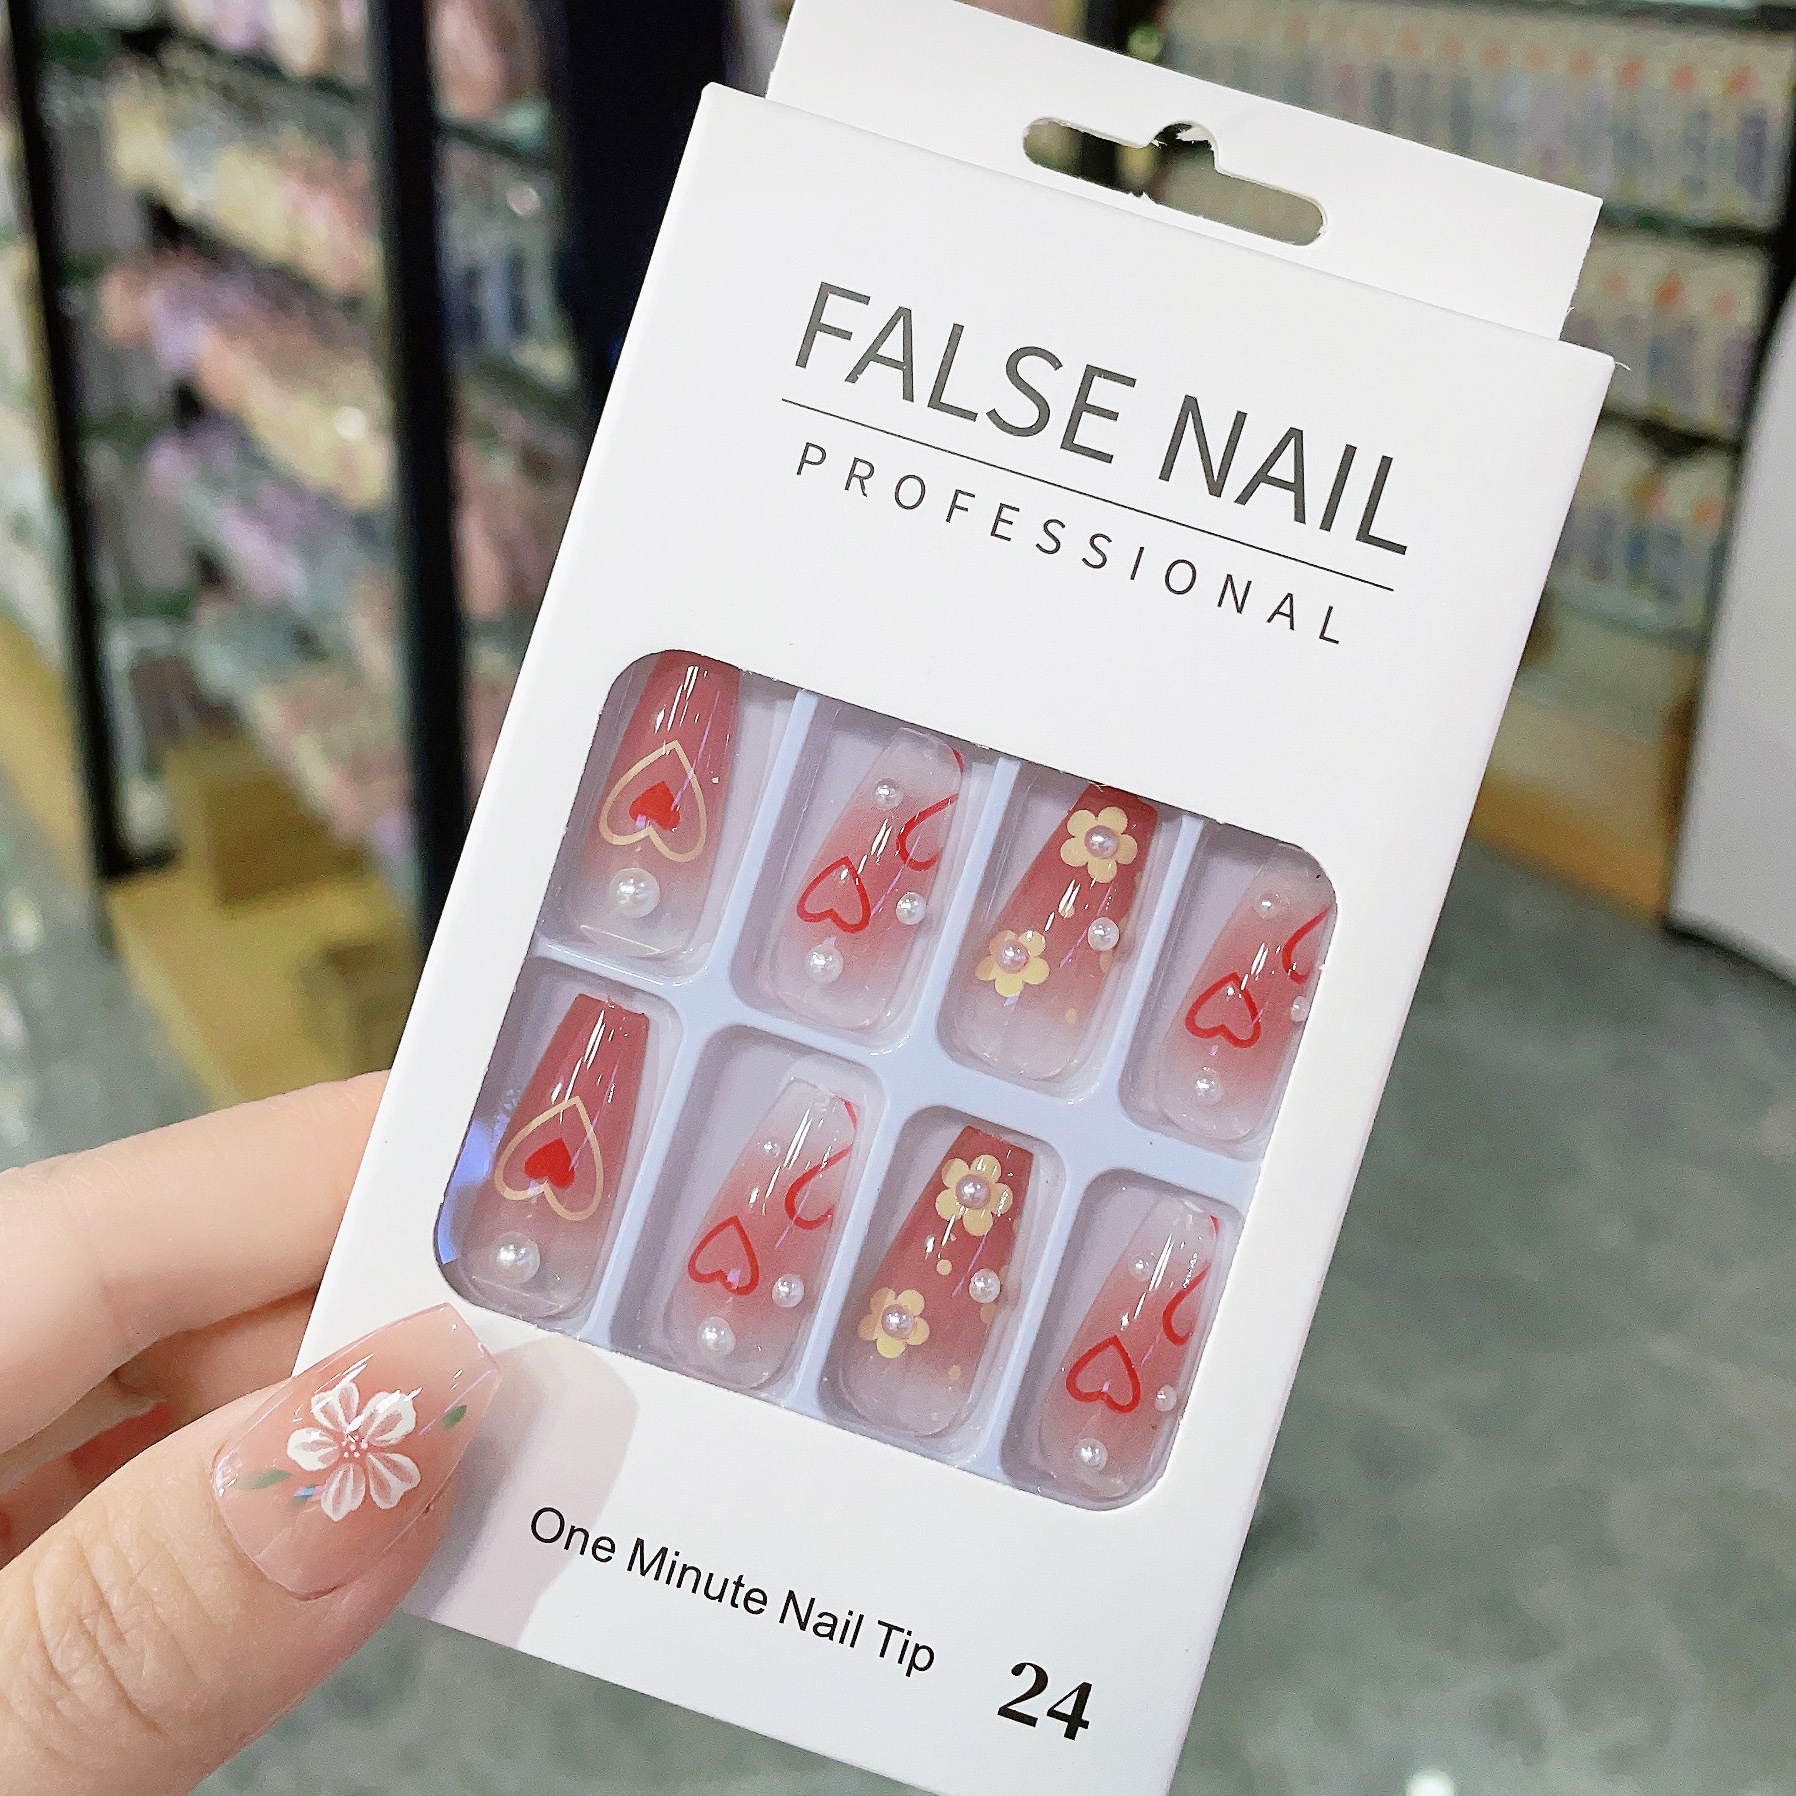 FALSE NAIL
PROFESSIONAL
One Minute Nail Tip
24